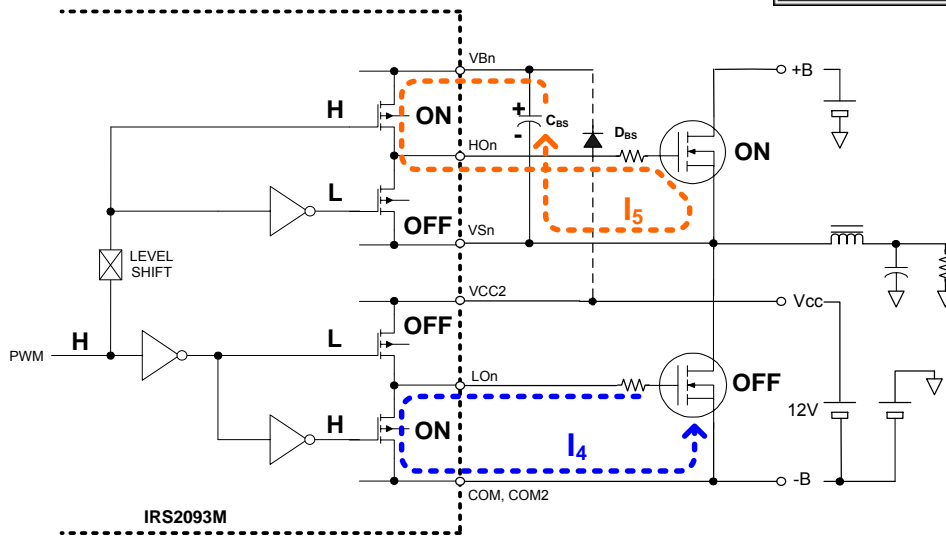 VBn
+B
H
ON
+
CBS
-
DBS
HOn
ON
L
I5
OFF
VSn
LEVEL
SHIFT
VCC2
OFF
Vcc
H
L
PWM
LOn
OFF
12V
H
ON
I4
-B
COM, COM2
IRS2093M